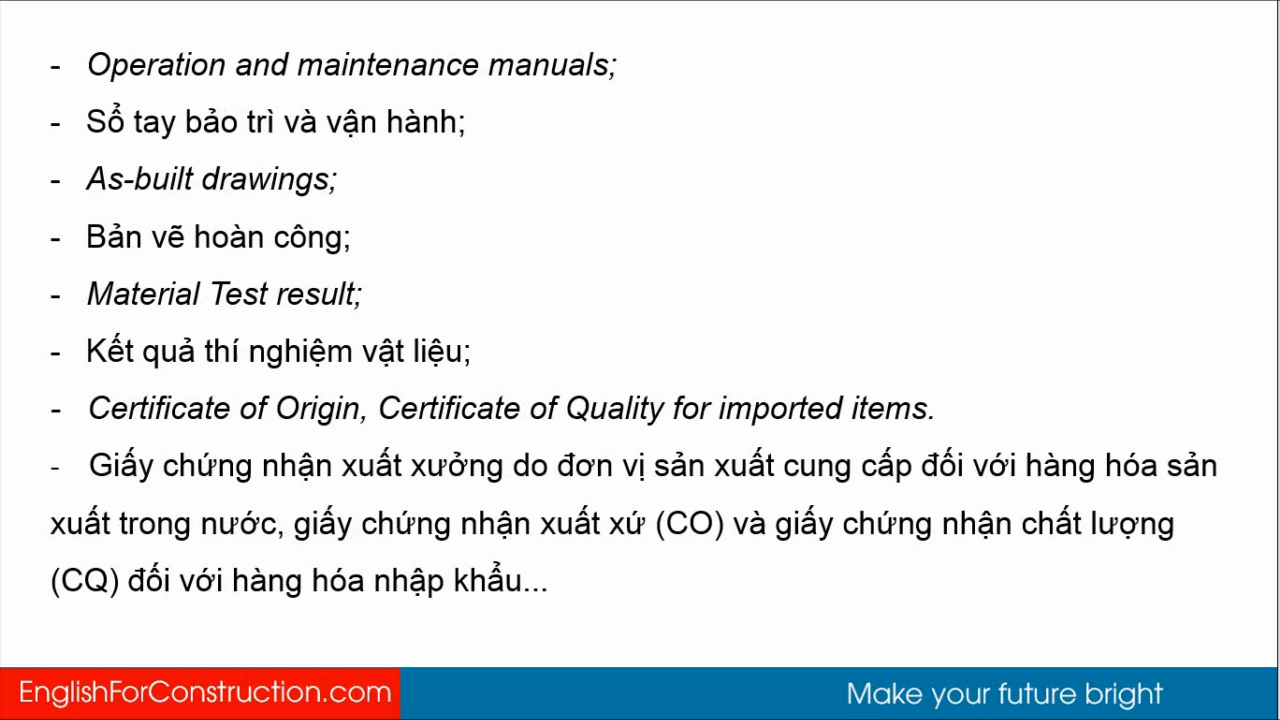 - Operation and maintenance manuals;
- Sổ tay bảo trì và vận hành;
- As-built drawings;
- Bản vẽ hoàn công;
- Material Test result;
- Kết quả thí nghiệm vật liệu;
- Certificate of Origin, Certificate of Quality for imported items.
- Giấy chứng nhận xuất xưởng do đơn vị sản xuất cung cấp đối với hàng hóa sản
xuất trong nước, giấy chứng nhận xuất xứ (CO) và giấy chứng nhận chất lượng
(CQ) đối với hàng hóa nhập khẩu...
EnglishForConstruction.com
Make your future bright